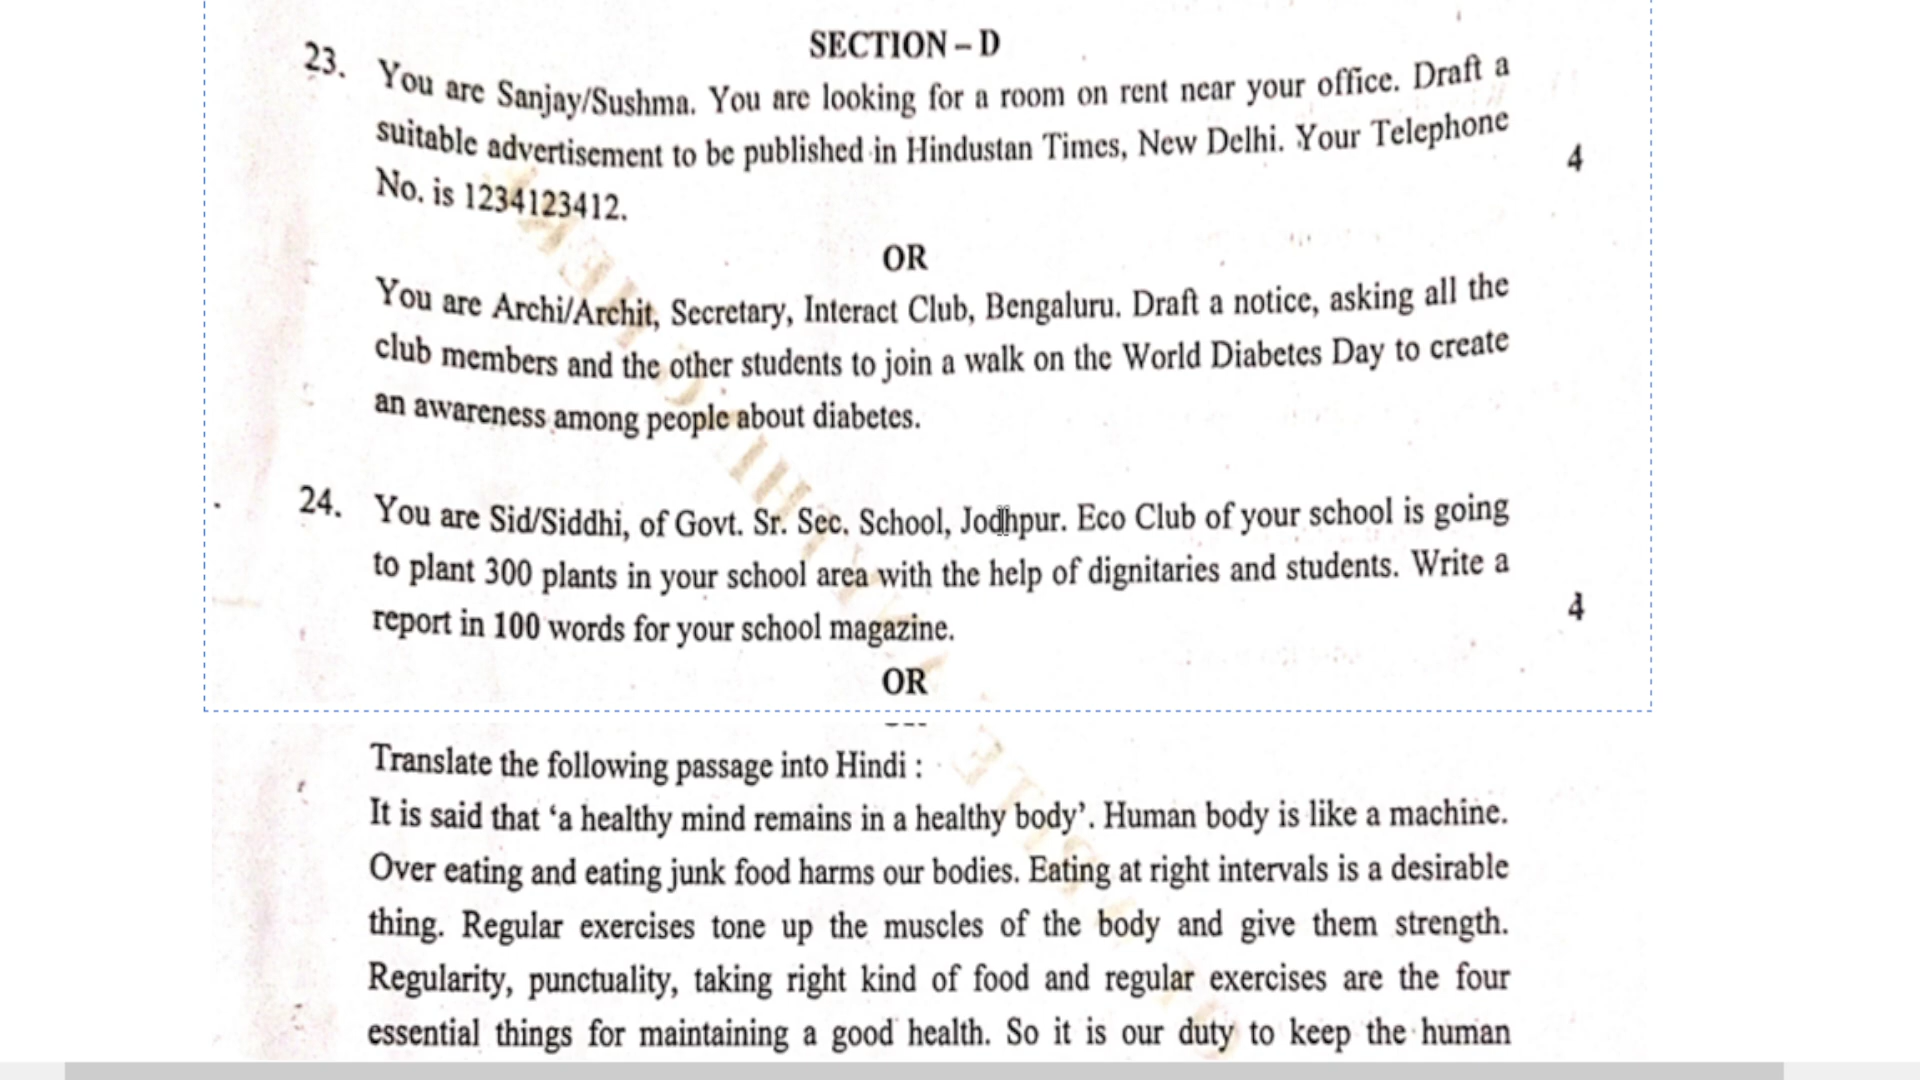 SECTION – D
23. You are Sanjay/Sushma. You are looking for a room on rent near your office. Draft a
suitable advertisement to be published in Hindustan Times, New Delhi. Your Telephone
No. is 1234123412.
4
OR
You are Archi/Archit, Secretary, Interact Club, Bengaluru. Draft a notice, asking all the
club members and the other students to join a walk on the World Diabetes Day to create
an awareness among people about diabetes.
24. You are Sid/Siddhi, of Govt. Sr. Sec. School, Jodhpur. Eco Club of your school is going
to plant 300 plants in your school area with the help of dignitaries and students. Write a
report in 100 words for your school magazine.
4
OR
Translate the following passage into Hindi :
It is said that ‘a healthy mind remains in a healthy body’. Human body is like a machine.
Over eating and eating junk food harms our bodies. Eating at right intervals is a desirable
thing. Regular exercises tone up the muscles of the body and give them strength.
Regularity, punctuality, taking right kind of food and regular exercises are the four
essential things for maintaining a good health. So it is our duty to keep the human